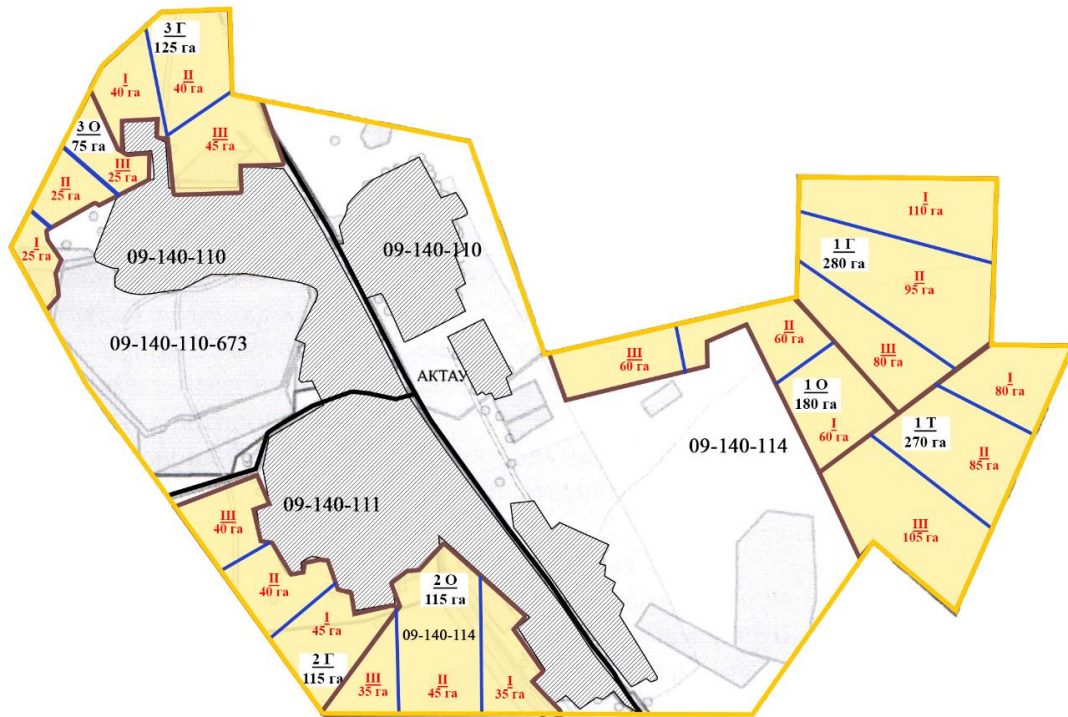 3 Г
125 га
I
40 га
II
40 га
III
45 га
3 О
75 га
III
25 га
II
25 га
I
25 га
09-140-110
09-140-110
09-140-110-673
АКТАУ
I
110 га
1 Г
280 га
II
95 га
III
80 га
III
60 га
II
60 га
1 О
180 га
I
60 га
I
80 га
1 Т
270 га
II
85 га
III
105 га
09-140-114
09-140-111
III
40 га
II
40 га
I
45 га
2 Г
115 га
2 О
115 га
09-140-114
III
35 га
II
45 га
I
35 га